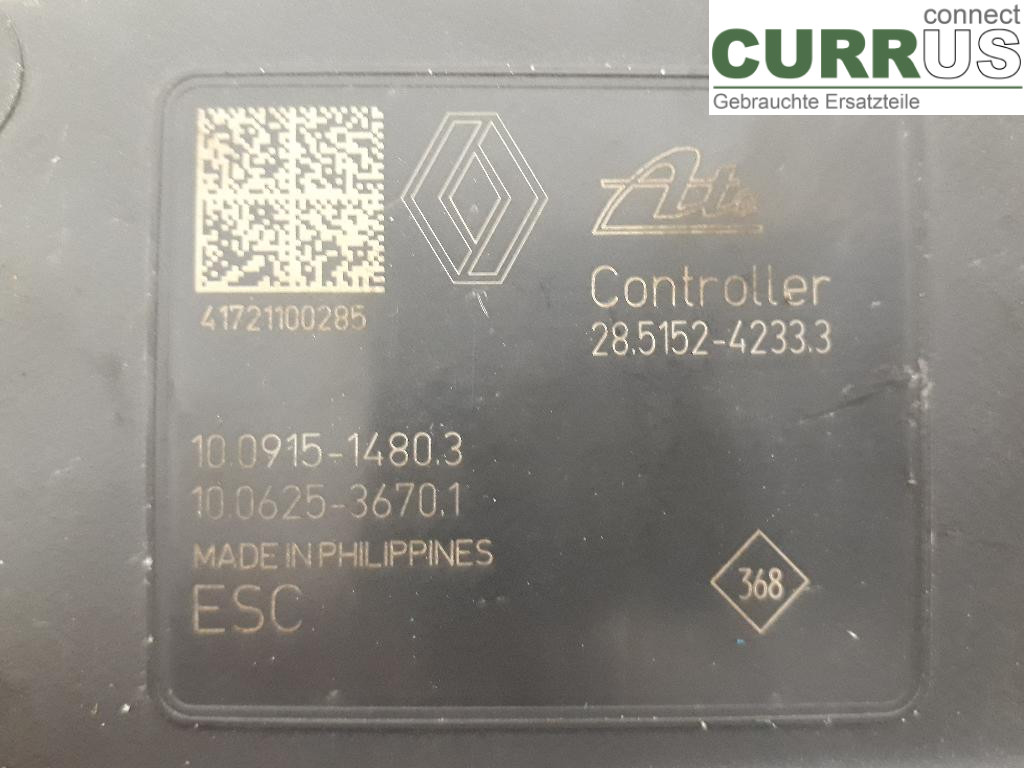 connect
CURRUS
Gebrauchte Ersatzteile
Ate
Controller
28.5152-4233.3
41721100285
10.0915-1480.3
10.0625-3670.1
MADE IN PHILIPPINES
ESC
368